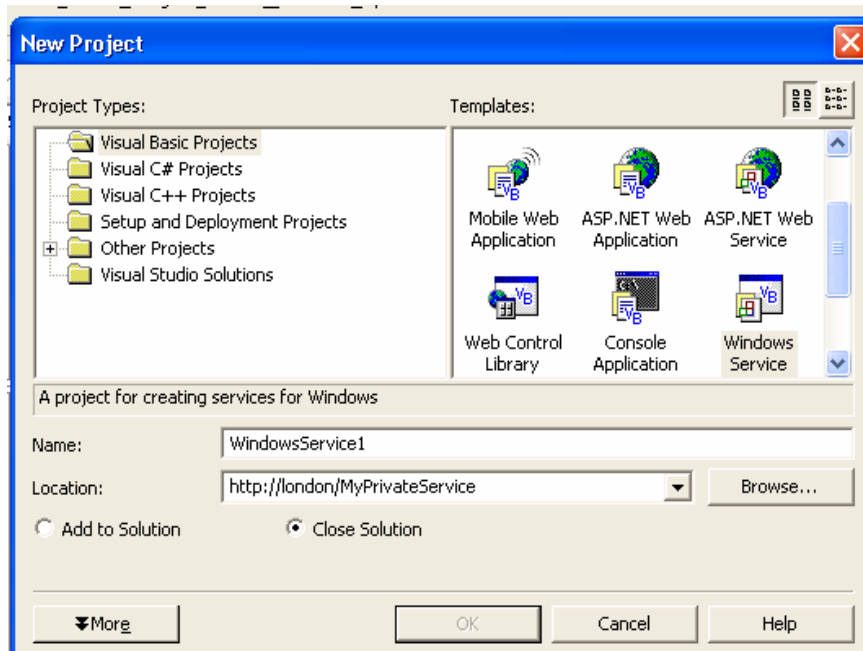 New Project
Project Types:
Templates:
Visual Basic Projects
Visual C# Projects
Visual C++ Projects
Setup and Deployment Projects
Other Projects
Visual Studio Solutions
Mobile Web
Application
ASP.NET Web
Application
ASP.NET Web
Service
Web Control
Library
Console
Application
Windows
Service
A project for creating services for Windows
Name:
WindowsService1
Location:
http://london/MyPrivateService
Browse...
Add to Solution
Close Solution
More
OK
Cancel
Help